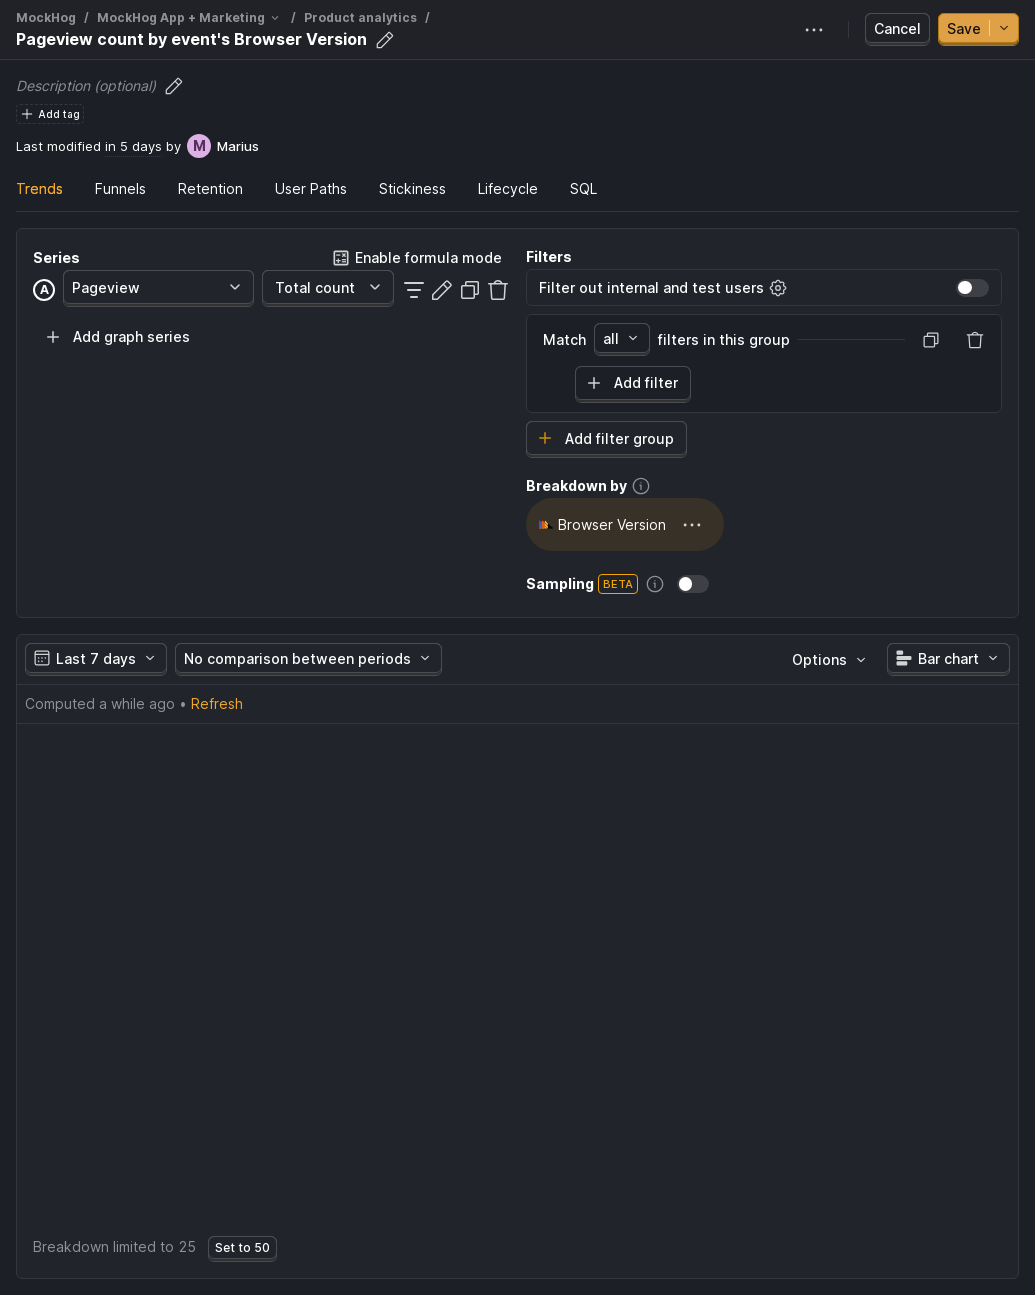 MockHog / MockHog App + Marketing / Product analytics /
Pageview count by event's Browser Version
Cancel
Save
Description (optional)
Add tag
Last modified in 5 days by M Marius
Trends Funnels Retention User Paths Stickiness Lifecycle SQL
Series
Enable formula mode
A Pageview Total count
Add graph series
Filters
Filter out internal and test users
Match all filters in this group
Add filter
Add filter group
Breakdown by
Browser Version
Sampling BETA
Last 7 days No comparison between periods Options Bar chart
Computed a while ago • Refresh
Breakdown limited to 25 Set to 50